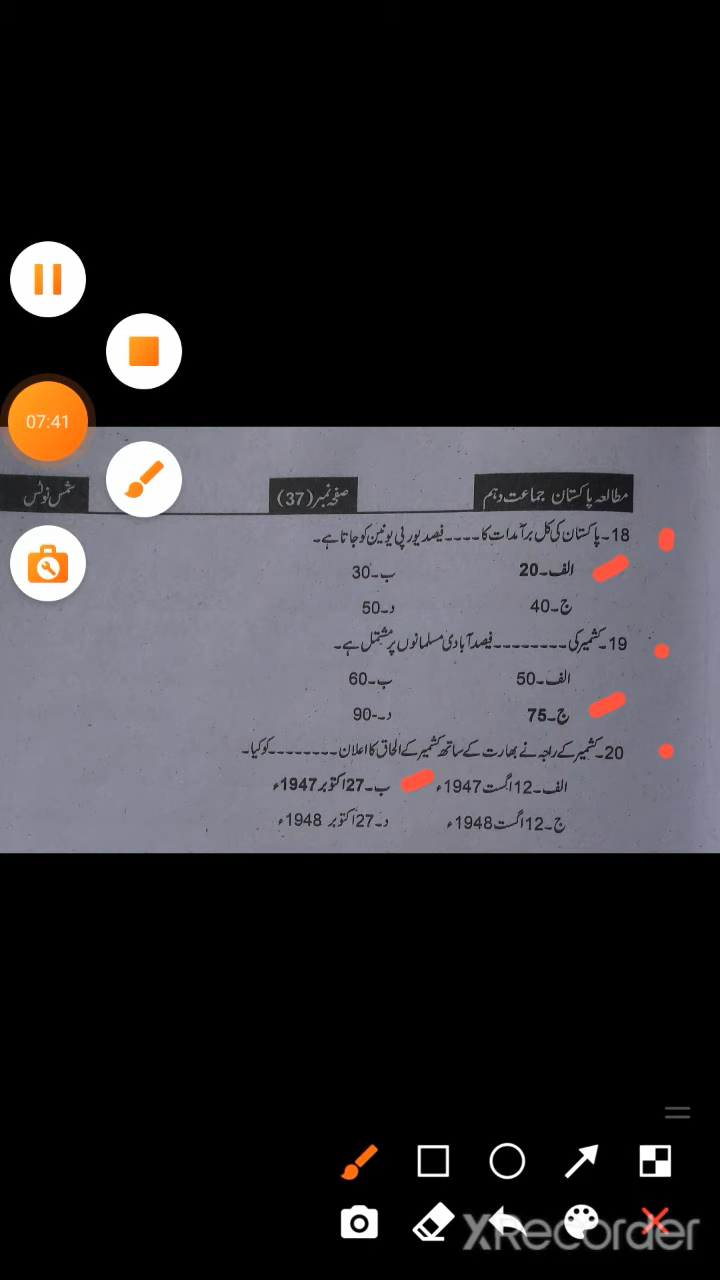 07:41
مطالعہ پاکستان جماعت دہم
صفحہ نمبر (37)
شمس نوٹس
18۔ پاکستان کی کل برآمدات کا ۔۔۔۔ فیصد یورپی یونین کو جاتا ہے۔
الف۔20 ب۔30
ج۔40 د۔50
19۔ کشمیر کی ۔۔۔۔۔۔۔۔ فیصد آبادی مسلمانوں پر مشتمل ہے۔
الف۔50 ب۔60
ج۔75 د۔-90
20۔ کشمیر کے راجہ نے بھارت کے ساتھ کشمیر کے الحاق کا اعلان ۔۔۔۔۔۔۔۔ کو کیا۔
الف۔12 اگست 1947ء ب۔27 اکتوبر 1947ء
ج۔12 اگست 1948ء د۔27 اکتوبر 1948ء
XRecorder